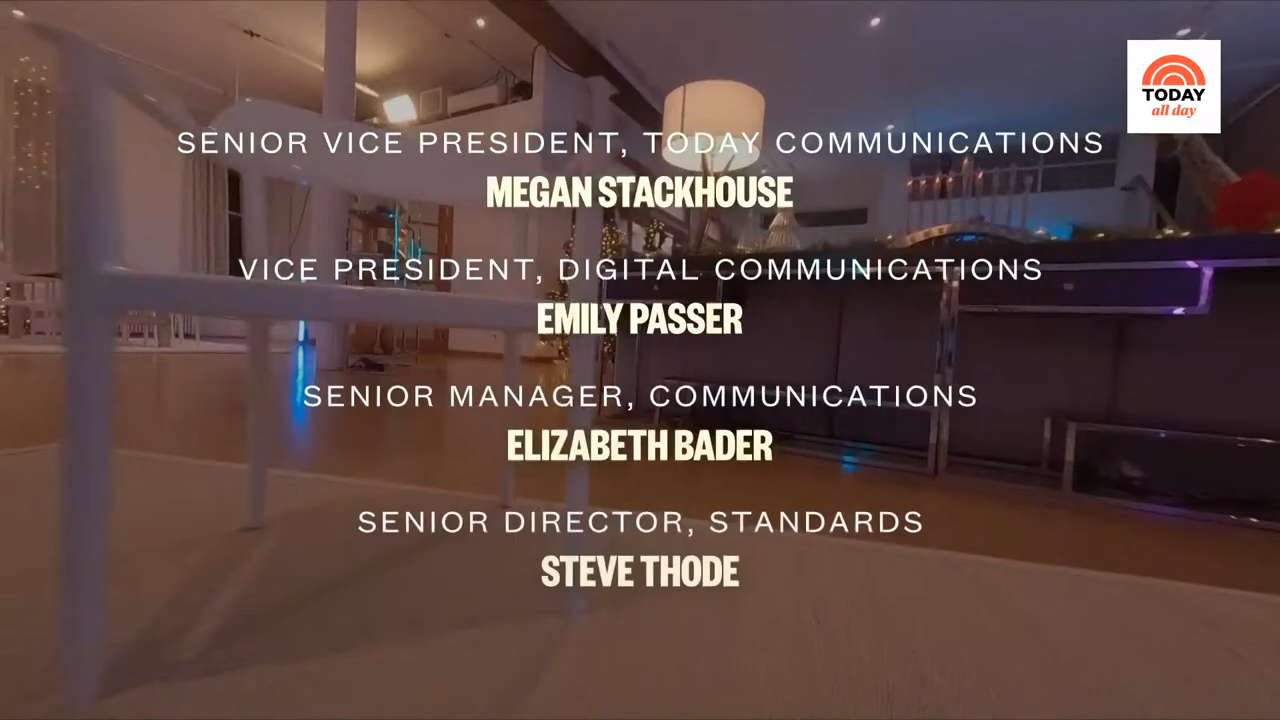 TODAY
all day
SENIOR VICE PRESIDENT, TODAY COMMUNICATIONS
MEGAN STACKHOUSE
VICE PRESIDENT, DIGITAL COMMUNICATIONS
EMILY PASSER
SENIOR MANAGER, COMMUNICATIONS
ELIZABETH BADER
SENIOR DIRECTOR, STANDARDS
STEVE THODE